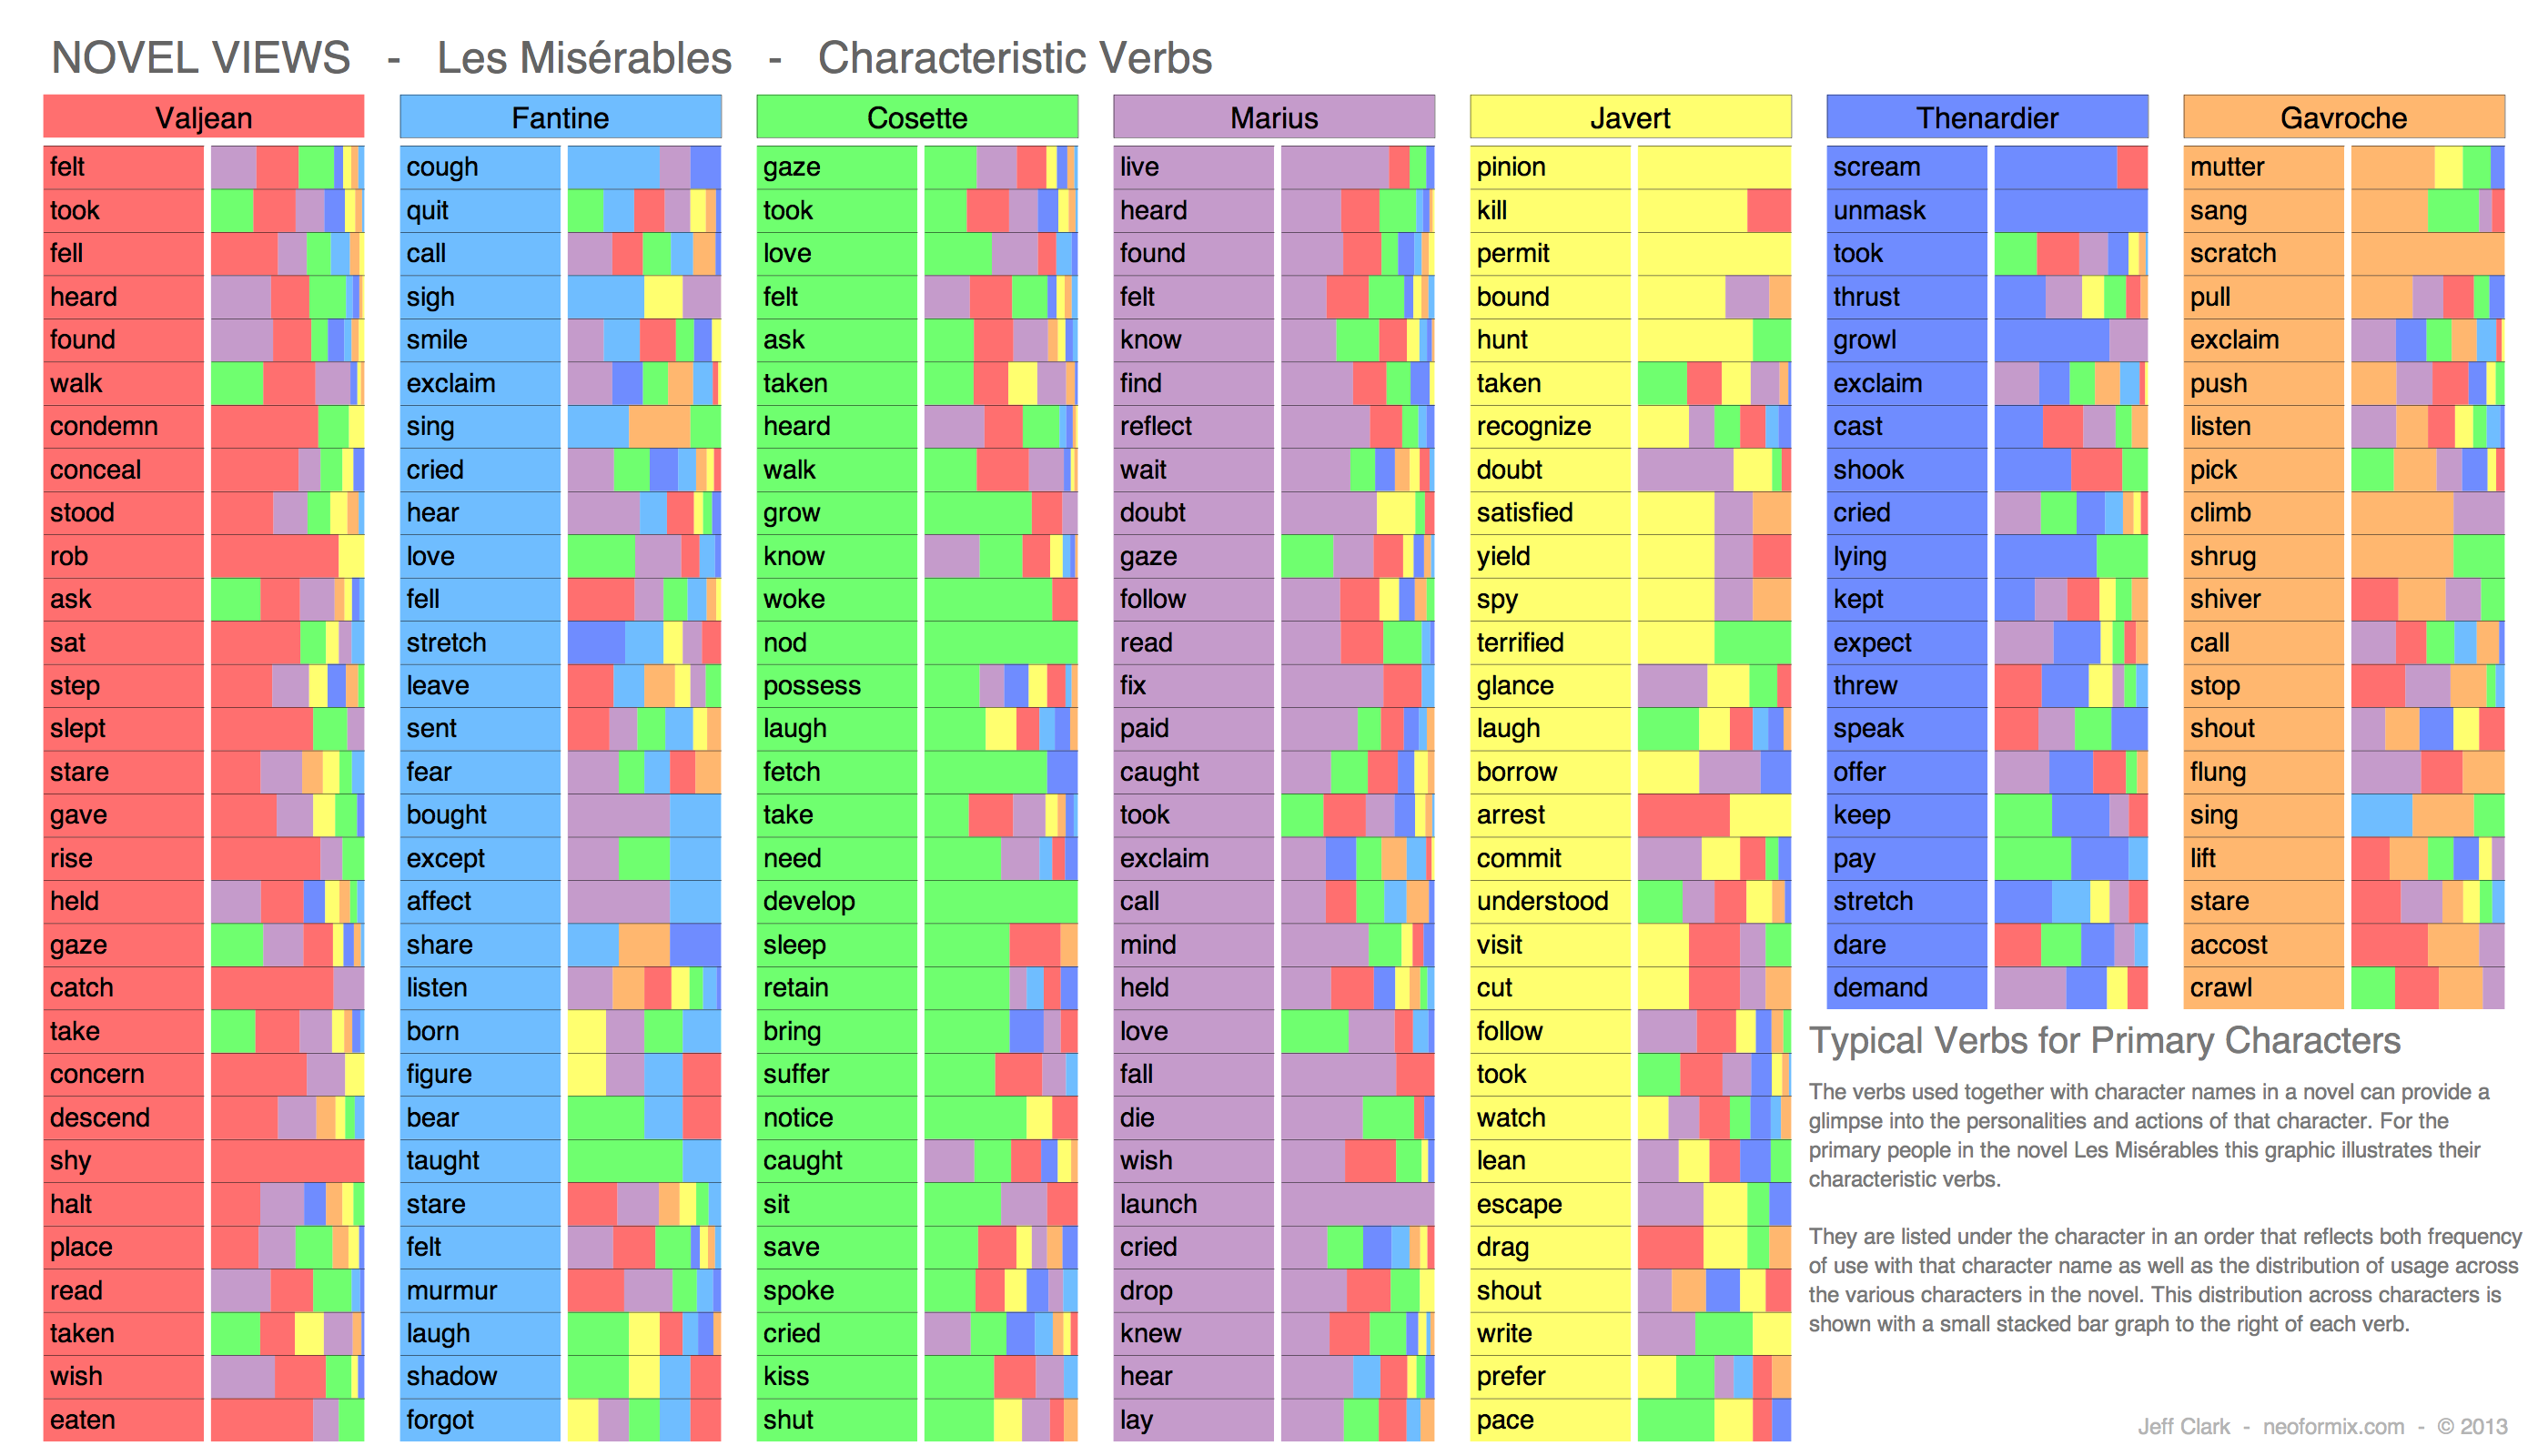 NOVEL VIEWS - Les Misérables - Characteristic Verbs
Valjean
felt
took
fell
heard
found
walk
condemn
conceal
stood
rob
ask
sat
step
slept
stare
gave
rise
held
gaze
catch
take
concern
descend
shy
halt
place
read
taken
wish
eaten
Fantine
cough
quit
call
sigh
smile
exclaim
sing
cried
hear
love
fell
stretch
leave
sent
fear
bought
except
affect
share
listen
born
figure
bear
taught
stare
felt
murmur
laugh
shadow
forgot
Cosette
gaze
took
love
felt
ask
taken
heard
walk
grow
know
woke
nod
possess
laugh
fetch
take
need
develop
sleep
retain
bring
suffer
notice
caught
sit
save
spoke
cried
kiss
shut
Marius
live
heard
found
felt
know
find
reflect
wait
doubt
gaze
follow
read
fix
paid
caught
took
exclaim
call
mind
held
love
fall
die
wish
launch
cried
drop
knew
hear
lay
Javert
pinion
kill
permit
bound
hunt
taken
recognize
doubt
satisfied
yield
spy
terrified
glance
laugh
borrow
arrest
commit
understood
visit
cut
follow
took
watch
lean
escape
drag
shout
write
prefer
pace
Thenardier
scream
unmask
took
thrust
growl
exclaim
cast
shook
cried
lying
kept
expect
threw
speak
offer
keep
pay
stretch
dare
demand
Gavroche
mutter
sang
scratch
pull
exclaim
push
listen
pick
climb
shrug
shiver
call
stop
shout
flung
sing
lift
stare
accost
crawl
Typical Verbs for Primary Characters
The verbs used together with character names in a novel can provide a
glimpse into the personalities and actions of that character. For the
primary people in the novel Les Misérables this graphic illustrates their
characteristic verbs.
They are listed under the character in an order that reflects both frequency
of use with that character name as well as the distribution of usage across
the various characters in the novel. This distribution across characters is
shown with a small stacked bar graph to the right of each verb.
Jeff Clark - neoformix.com - © 2013